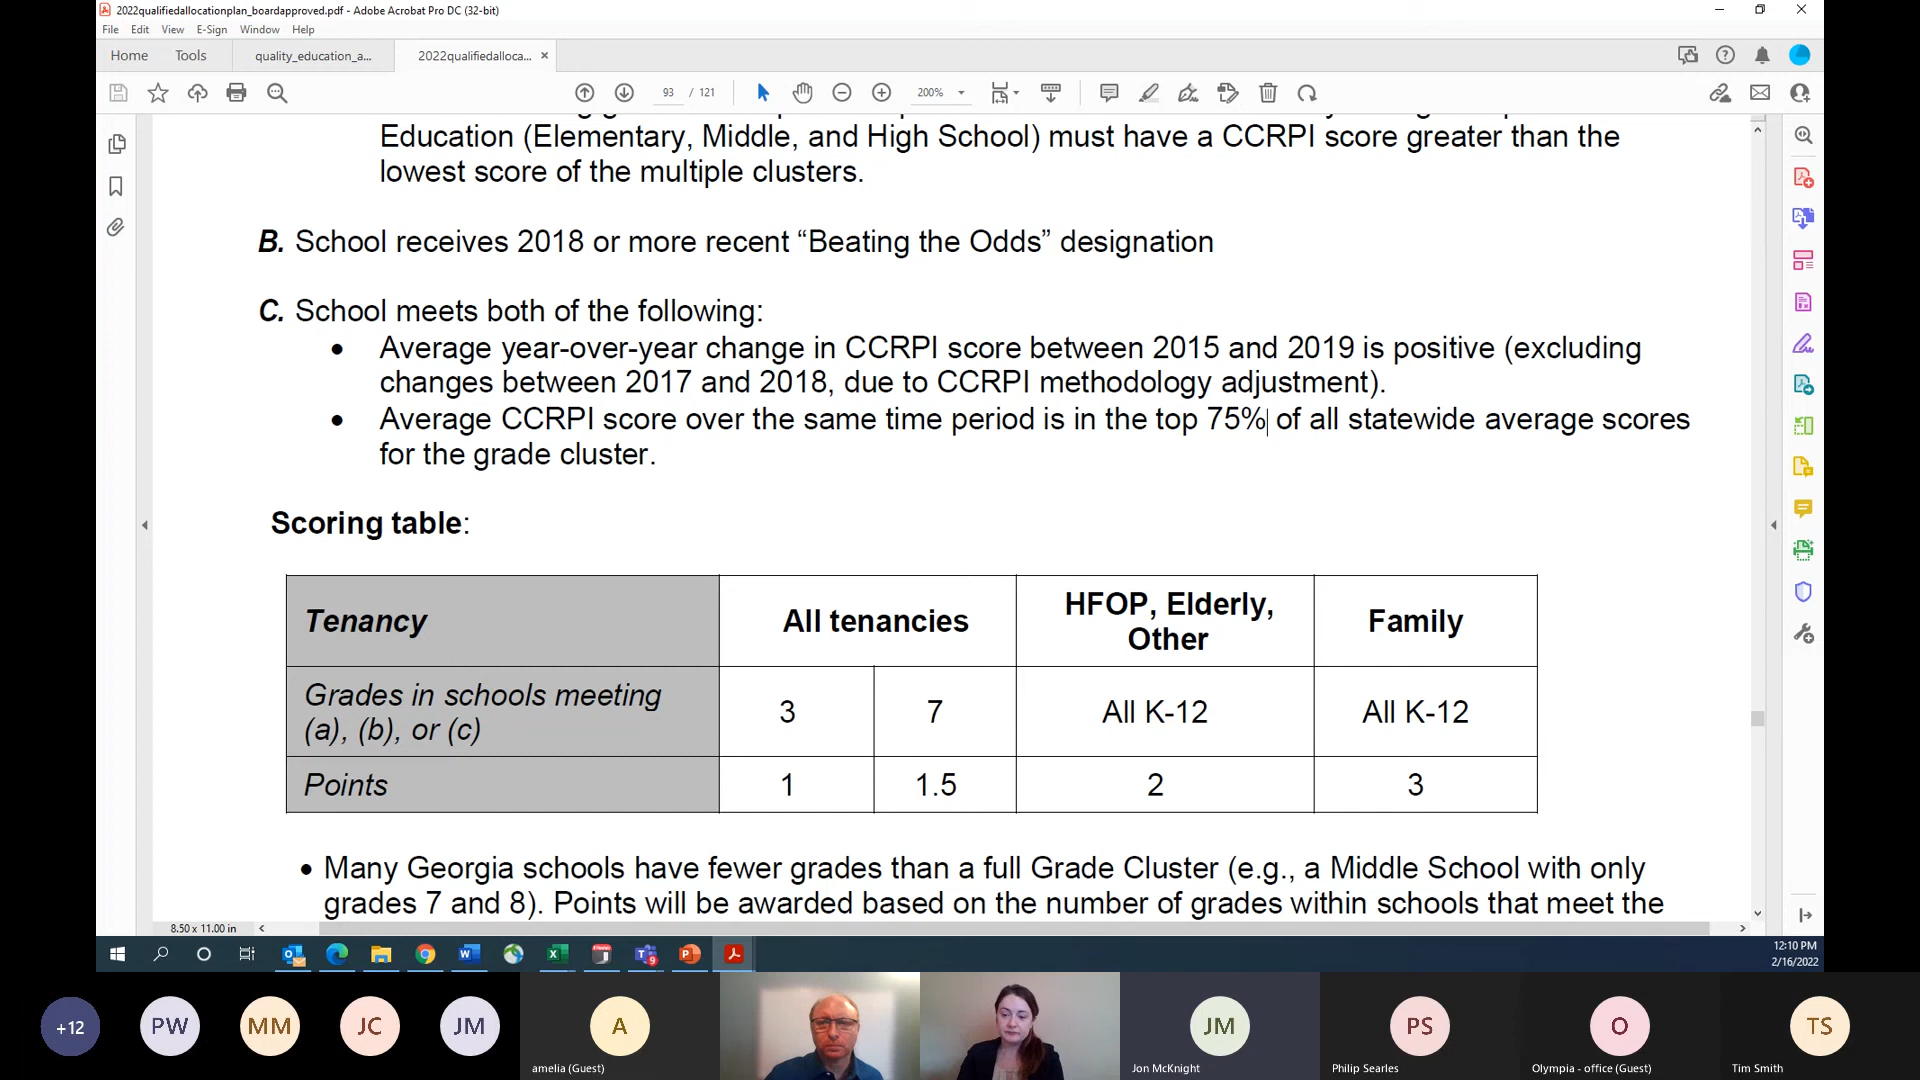 2022qualifiedallocationplan_boardapproved.pdf - Adobe Acrobat Pro DC (32-bit)
File Edit View E-Sign Window Help
Home Tools quality_education_a... 2022qualifiedalloca... ×
93 / 121 200%
Education (Elementary, Middle, and High School) must have a CCRPI score greater than the
lowest score of the multiple clusters.
B. School receives 2018 or more recent “Beating the Odds” designation
C. School meets both of the following:
• Average year-over-year change in CCRPI score between 2015 and 2019 is positive (excluding
changes between 2017 and 2018, due to CCRPI methodology adjustment).
• Average CCRPI score over the same time period is in the top 75% of all statewide average scores
for the grade cluster.
Scoring table:
Tenancy All tenancies HFOP, Elderly, Other Family
Grades in schools meeting (a), (b), or (c) 3 7 All K-12 All K-12
Points 1 1.5 2 3
• Many Georgia schools have fewer grades than a full Grade Cluster (e.g., a Middle School with only
grades 7 and 8). Points will be awarded based on the number of grades within schools that meet the
8.50 x 11.00 in
12:10 PM
2/16/2022
+12 PW MM JC JM A JM PS O TS
amelia (Guest) Jon McKnight Philip Searles Olympia - office (Guest) Tim Smith